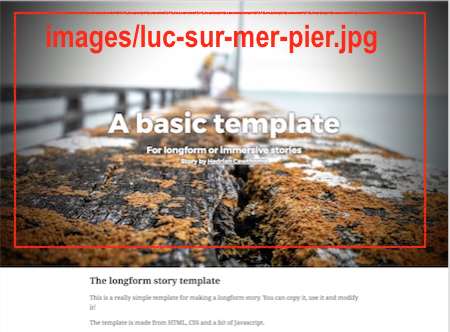 images/luc-sur-mer-pier.jpg
A basic template
For longform or immersive stories
Story by Hadrian Cawthorne
The longform story template
This is a really simple template for making a longform story. You can copy it, use it and modify
it!
The template is made from HTML, CSS and a bit of Javascript.